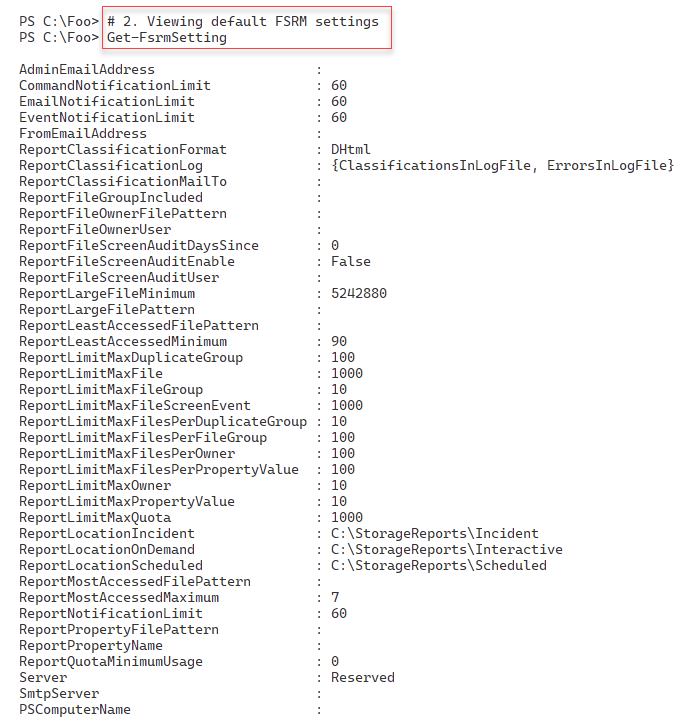 PS C:\Foo> # 2. Viewing default FSRM settings
PS C:\Foo> Get-FsrmSetting
AdminEmailAddress :
CommandNotificationLimit : 60
EmailNotificationLimit : 60
EventNotificationLimit : 60
FromEmailAddress :
ReportClassificationFormat : DHtml
ReportClassificationLog : {ClassificationsInLogFile, ErrorsInLogFile}
ReportClassificationMailTo :
ReportFileGroupIncluded :
ReportFileOwnerFilePattern :
ReportFileOwnerUser :
ReportFileScreenAuditDaysSince : 0
ReportFileScreenAuditEnable : False
ReportFileScreenAuditUser :
ReportLargeFileMinimum : 5242880
ReportLargeFilePattern :
ReportLeastAccessedFilePattern :
ReportLeastAccessedMinimum : 90
ReportLimitMaxDuplicateGroup : 100
ReportLimitMaxFile : 1000
ReportLimitMaxFileGroup : 10
ReportLimitMaxFileScreenEvent : 1000
ReportLimitMaxFilesPerDuplicateGroup : 10
ReportLimitMaxFilesPerFileGroup : 100
ReportLimitMaxFilesPerOwner : 100
ReportLimitMaxFilesPerPropertyValue : 100
ReportLimitMaxOwner : 10
ReportLimitMaxPropertyValue : 10
ReportLimitMaxQuota : 1000
ReportLocationIncident : C:\StorageReports\Incident
ReportLocationOnDemand : C:\StorageReports\Interactive
ReportLocationScheduled : C:\StorageReports\Scheduled
ReportMostAccessedFilePattern :
ReportMostAccessedMaximum : 7
ReportNotificationLimit : 60
ReportPropertyFilePattern :
ReportPropertyName :
ReportQuotaMinimumUsage : 0
Server : Reserved
SmtpServer :
PSComputerName :